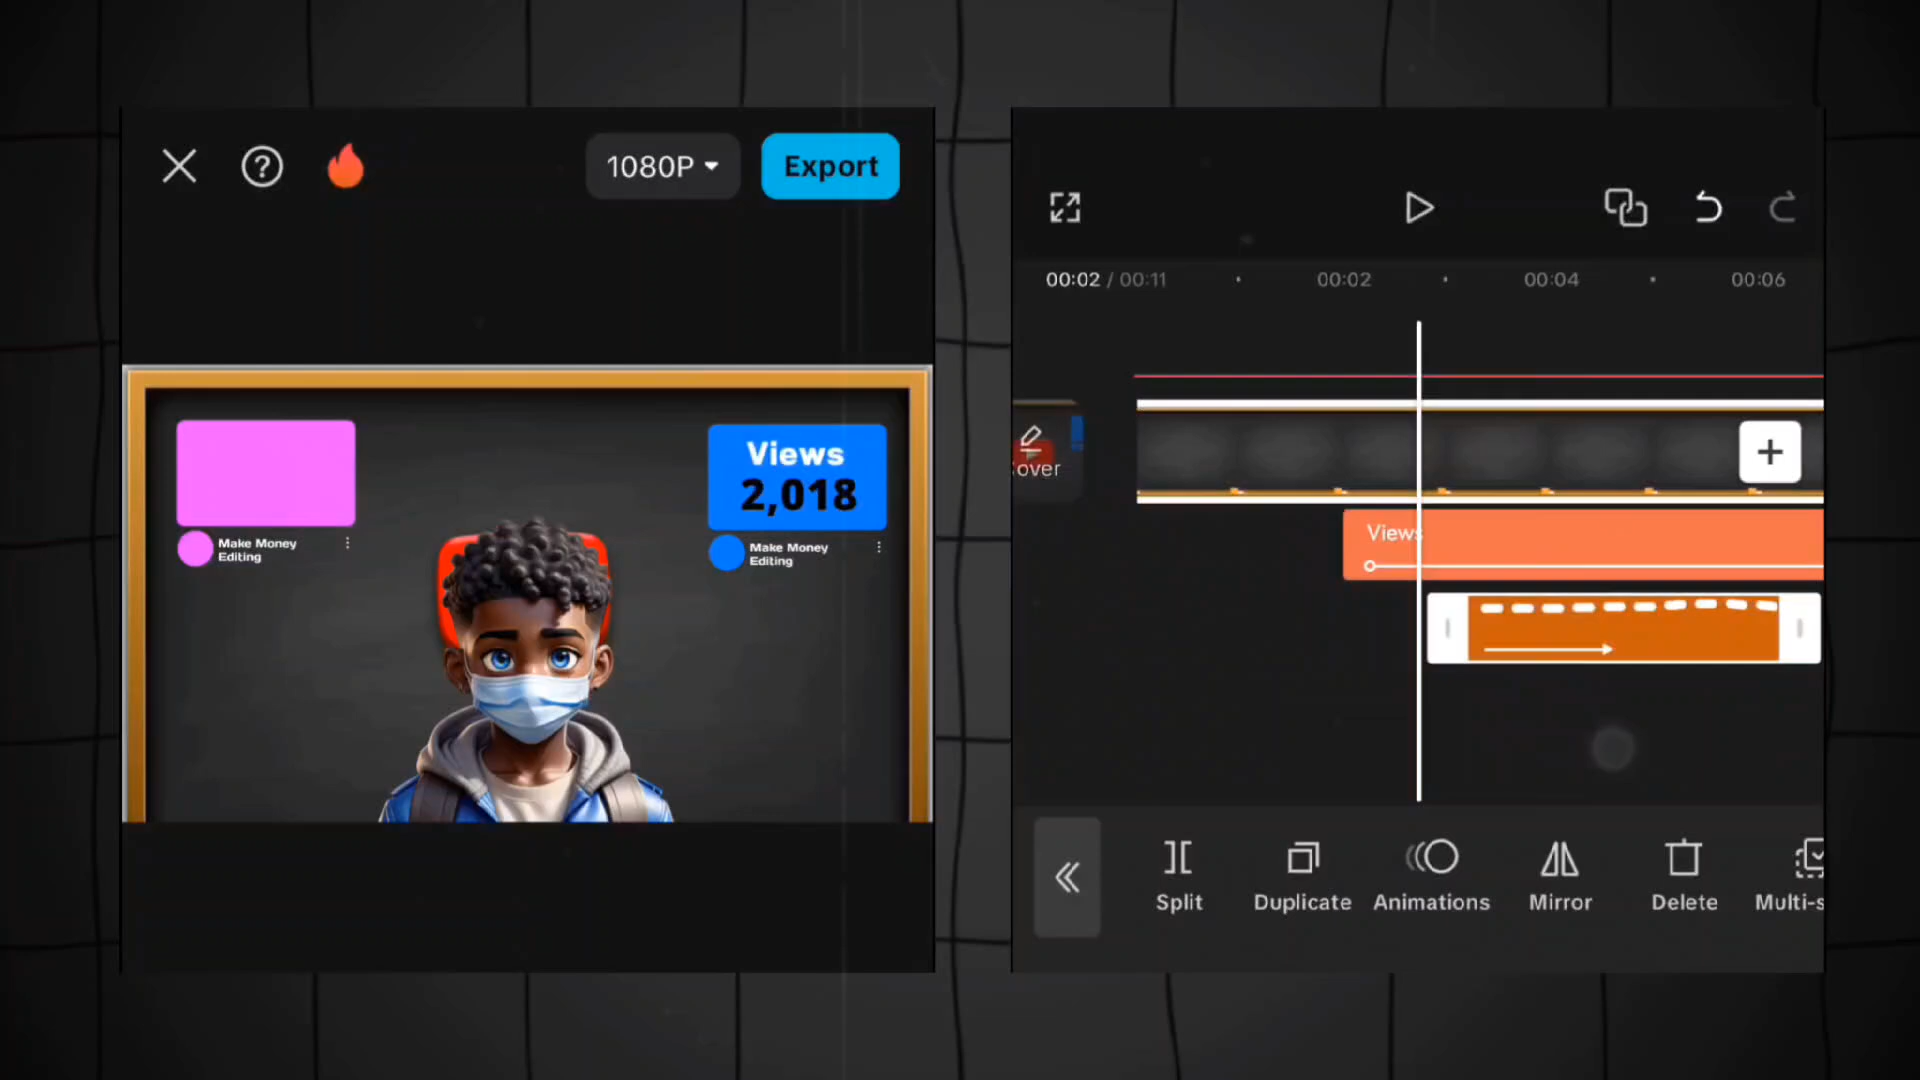 1080P
Export
Views
2,018
Make Money
Editing
Make Money
Editing
00:02 / 00:11
00:02
00:04
00:06
over
Views
Split
Duplicate
Animations
Mirror
Delete
Multi-s